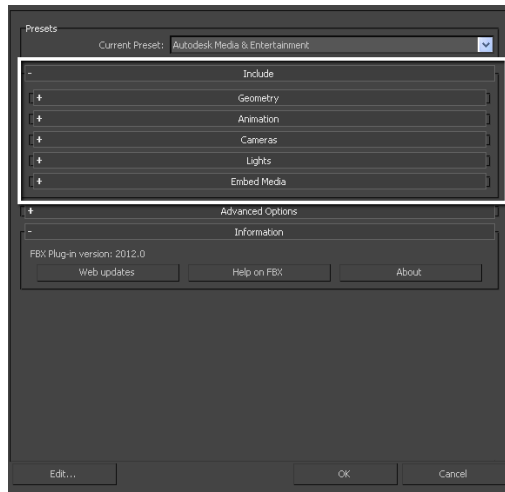 Presets
Current Preset: Autodesk Media & Entertainment
- Include
+ Geometry
+ Animation
+ Cameras
+ Lights
+ Embed Media
+ Advanced Options
- Information
FBX Plug-in version: 2012.0
Web updates Help on FBX About
Edit... OK Cancel